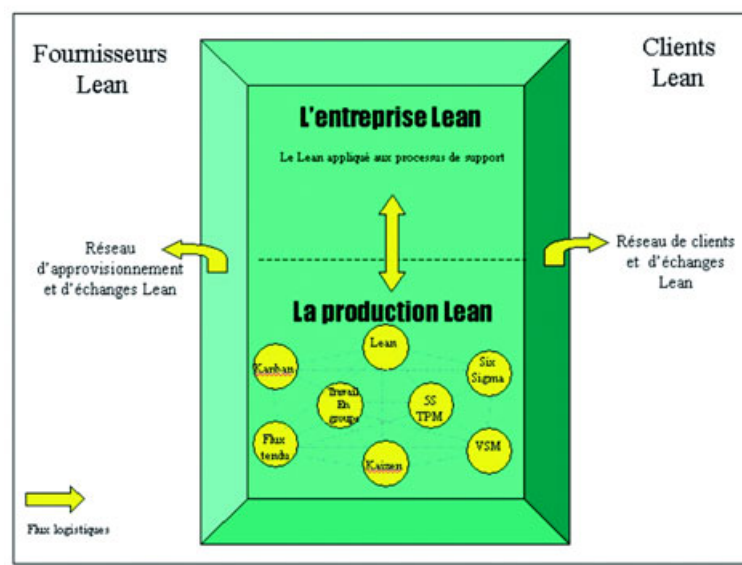 Fournisseurs
Lean
Clients
Lean
L'entreprise Lean
Le Lean appliqué aux processus de support
Réseau
d'approvisionnement
et d'échanges Lean
Réseau de clients
et d'échanges
Lean
La production Lean
Lean
Kanban
Six
Sigma
Travail
En
groupe
5S
TPM
Flux
tendu
Kaizen
VSM
Flux logistiques